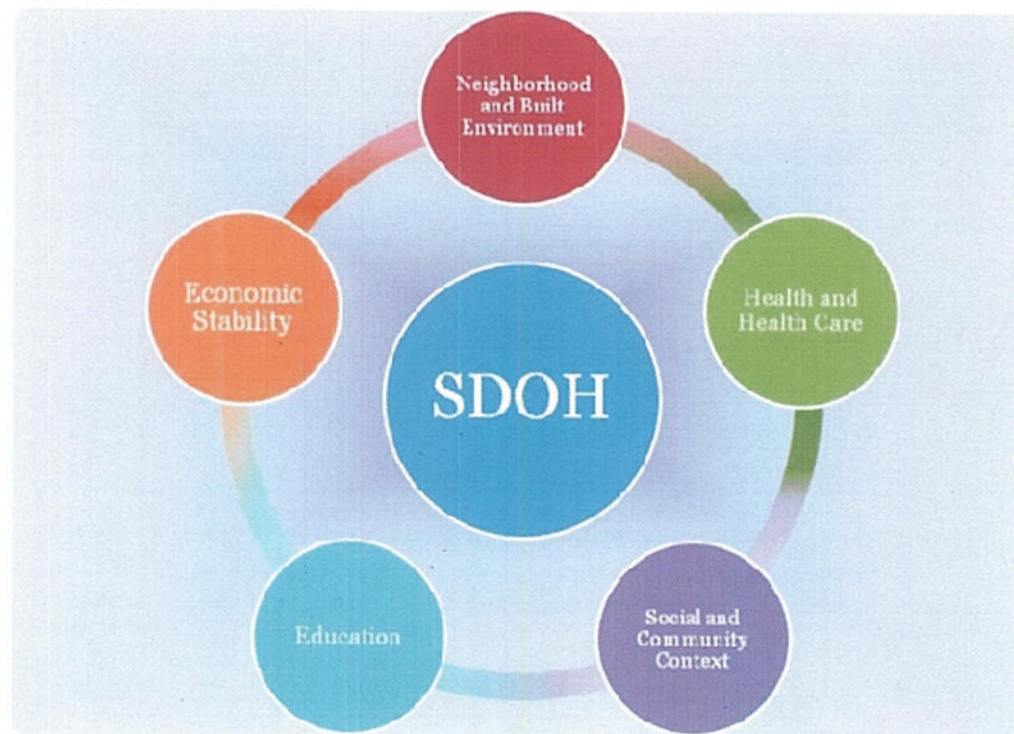 Neighborhood
and Built
Environment
Economic
Stability
Health and
Health Care
SDOH
Education
Social and
Community
Context